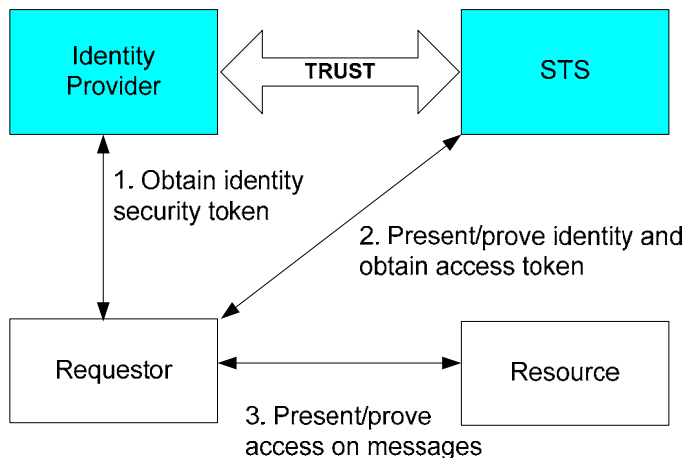 Identity
Provider
TRUST
STS
1. Obtain identity
security token
2. Present/prove identity and
obtain access token
Requestor
Resource
3. Present/prove
access on messages